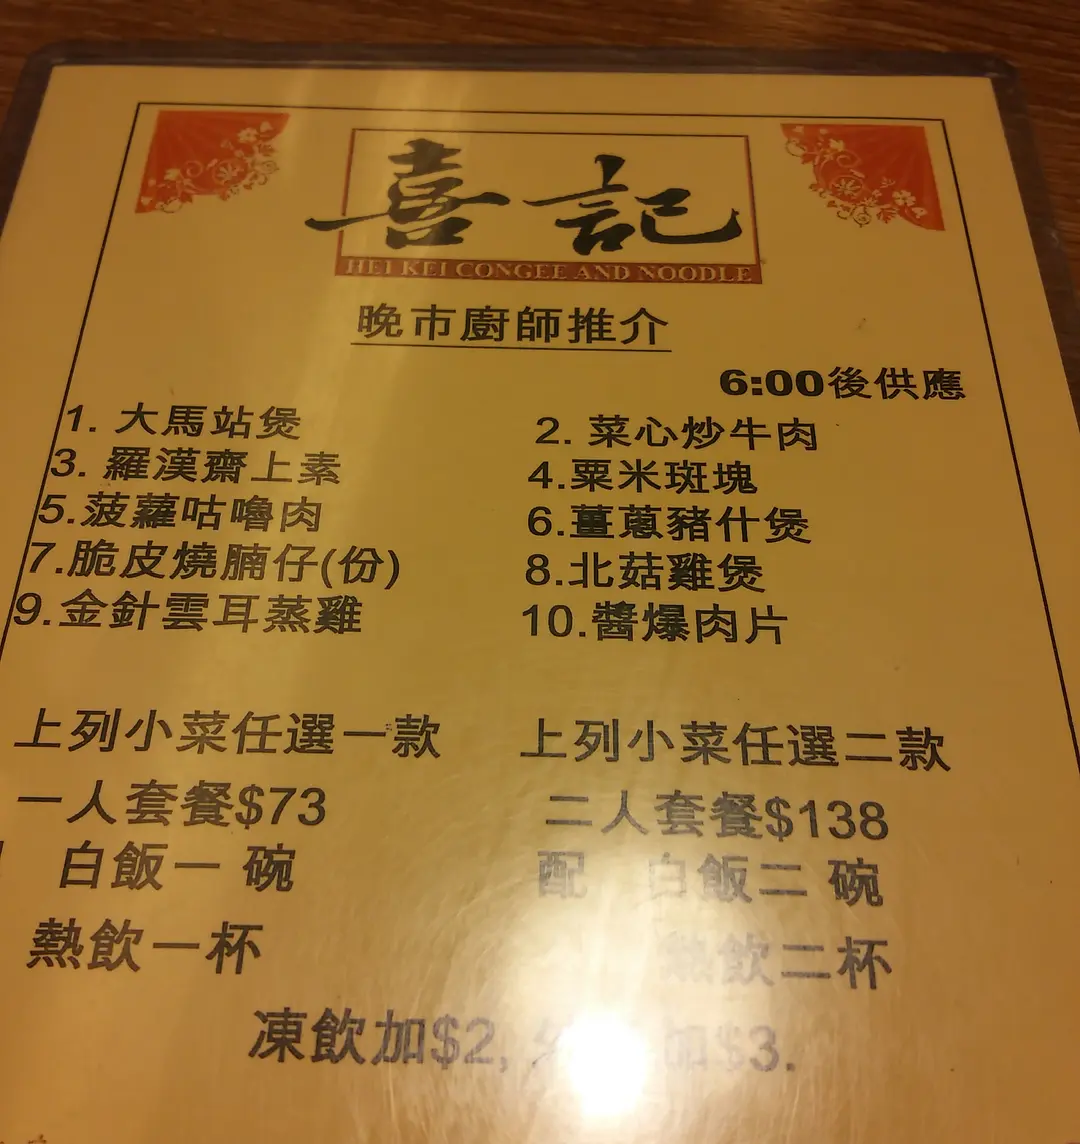 喜記
HEI KEI CONGEE AND NOODLE
晚市廚師推介
6:00後供應
1. 大馬站煲 2. 菜心炒牛肉
3. 羅漢齋上素 4.粟米斑塊
5.菠蘿咕嚕肉 6.薑蔥豬什煲
7.脆皮燒腩仔(份) 8.北菇雞煲
9.金針雲耳蒸雞 10.醬爆肉片
上列小菜任選一款 上列小菜任選二款
一人套餐$73 二人套餐$138
白飯一 碗 配 白飯二 碗
熱飲一杯 熱飲二杯
凍飲加$2, 加$3.